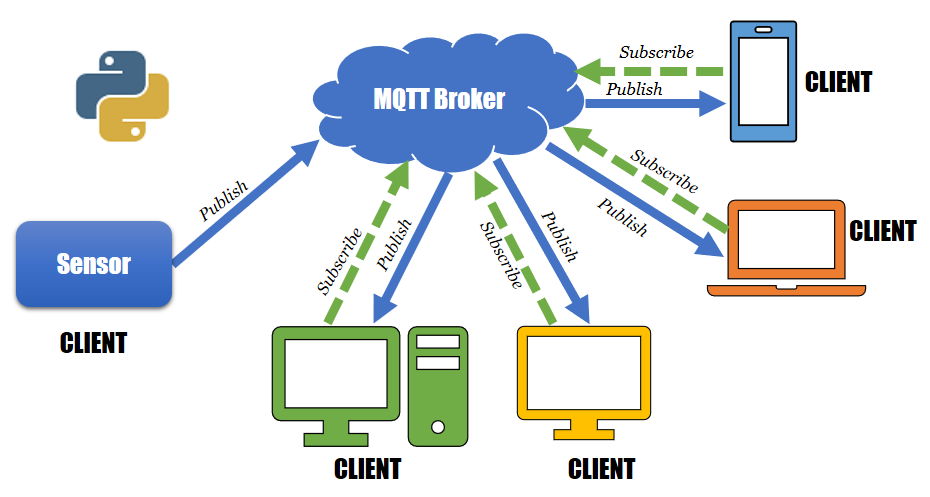 Subscribe
MQTT Broker
Publish
CLIENT
Subscribe
Publish
Publish
CLIENT
Sensor
Subscribe
Publish
Subscribe
Publish
CLIENT
CLIENT
CLIENT